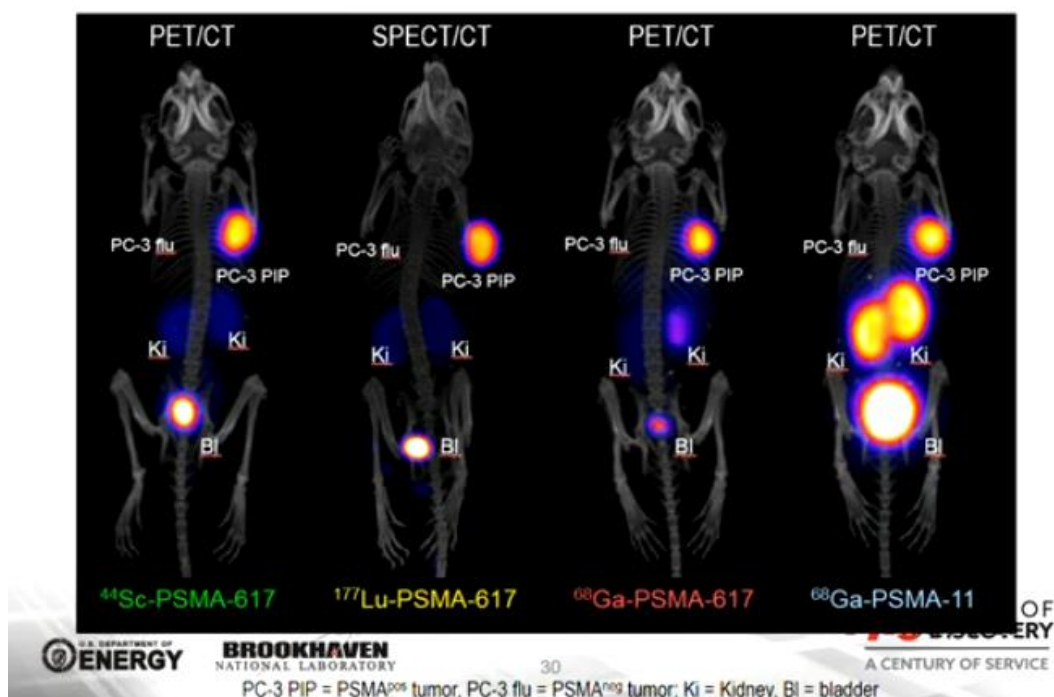 PET/CT SPECT/CT PET/CT PET/CT
PC-3 flu PC-3 flu PC-3 flu PC-3 flu
PC-3 PIP PC-3 PIP PC-3 PIP PC-3 PIP
Ki Ki Ki Ki Ki Ki Ki Ki
Bl Bl Bl Bl
⁴⁴Sc-PSMA-617 ¹⁷⁷Lu-PSMA-617 ⁶⁸Ga-PSMA-617 ⁶⁸Ga-PSMA-11
OF
DISCOVERY
U.S. DEPARTMENT OF
ENERGY
BROOKHAVEN
NATIONAL LABORATORY
30
A CENTURY OF SERVICE
PC-3 PIP = PSMAᵖᵒˢ tumor, PC-3 flu = PSMAⁿᵉᵍ tumor; Ki = Kidney, Bl = bladder